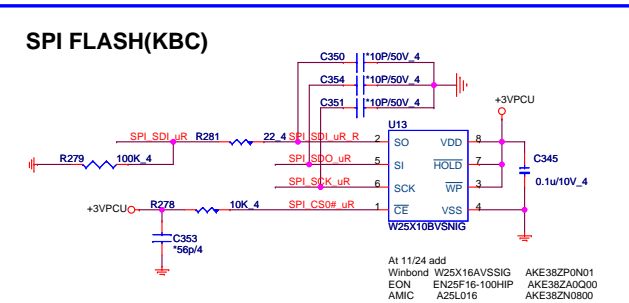 SPI FLASH(KBC)
C350 *10P/50V_4
C354 *10P/50V_4
C351 *10P/50V_4
+3VPCU
U13
SPI_SDI_uR R281 22_4 SPI_SDI_uR_R 2 SO VDD 8
R279 100K_4
SPI_SDO_uR 5 SI HOLD 7
C345
0.1u/10V_4
SPI_SCK_uR 6 SCK WP 3
+3VPCU R278 10K_4 SPI_CS0#_uR 1 CE VSS 4
W25X10BVSNIG
C353
*56p/4
At 11/24 add
Winbond W25X16AVSSIG AKE38ZP0N01
EON EN25F16-100HIP AKE38ZA0Q00
AMIC A25L016 AKE38ZN0800